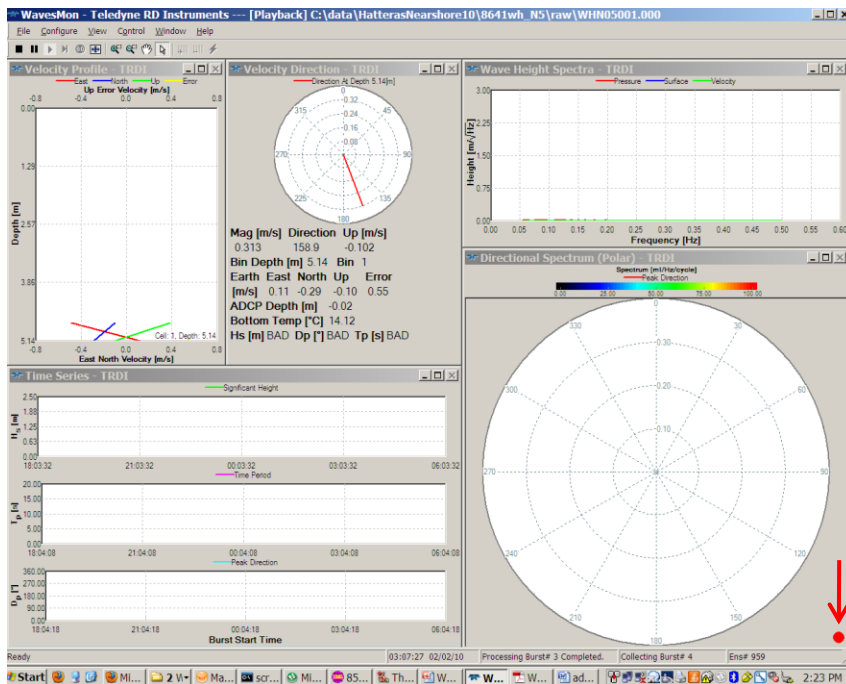 WavesMon - Teledyne RD Instruments --- [Playback] C:\data\HatterasNearshore10\8641wh_N5\raw\WHN05001.000
File Configure View Control Window Help
Velocity Profile - TRDI
East North Up Error
Up Error Velocity [m/s]
-0.8 -0.4 0.0 0.4 0.8
0.00
1.29
2.57
3.86
5.14
Depth [m]
Cell: 1, Depth: 5.14
-0.8 -0.4 0.0 0.4 0.8
East North Velocity [m/s]
Velocity Direction - TRDI
Direction At Depth 5.14[m]
0
45
90
135
180
225
270
315
0.32
0.24
0.16
0.08
Mag [m/s] Direction Up [m/s]
0.313 158.9 -0.102
Bin Depth [m] 5.14 Bin 1
Earth East North Up Error
[m/s] 0.11 -0.29 -0.10 0.55
ADCP Depth [m] -0.02
Bottom Temp [°C] 14.12
Hs [m] BAD Dp [°] BAD Tp [s] BAD
Wave Height Spectra - TRDI
Pressure Surface Velocity
3.00
2.25
1.50
0.75
0.00
Height [m/√Hz]
0.00 0.05 0.10 0.15 0.20 0.25 0.30 0.35 0.40 0.45 0.50 0.55 0.60
Frequency [Hz]
Directional Spectrum (Polar) - TRDI
Spectrum [m/Hz/cycle]
Peak Direction
0.00 25.00 50.00 75.00 100.00
0
30
60
90
120
150
180
210
240
270
300
330
0.30
0.20
0.10
Time Series - TRDI
Significant Height
2.50
1.88
1.25
0.63
0.00
Hs [m]
18:03:32 21:03:32 00:03:32 03:03:32 06:03:32
Time Period
20.00
15.00
10.00
5.00
0.00
Tp [s]
18:04:08 21:04:08 00:04:08 03:04:08 06:04:08
Peak Direction
360.00
270.00
180.00
90.00
0.00
Dp [°]
18:04:18 21:04:18 00:04:18 03:04:18 06:04:18
Burst Start Time
Ready 03:07:27 02/02/10 Processing Burst# 3 Completed. Collecting Burst# 4 Ens# 959
Start Mi... 2 W Ma... scr... Mi... 85... Th... W... W... W... ad... 2:23 PM